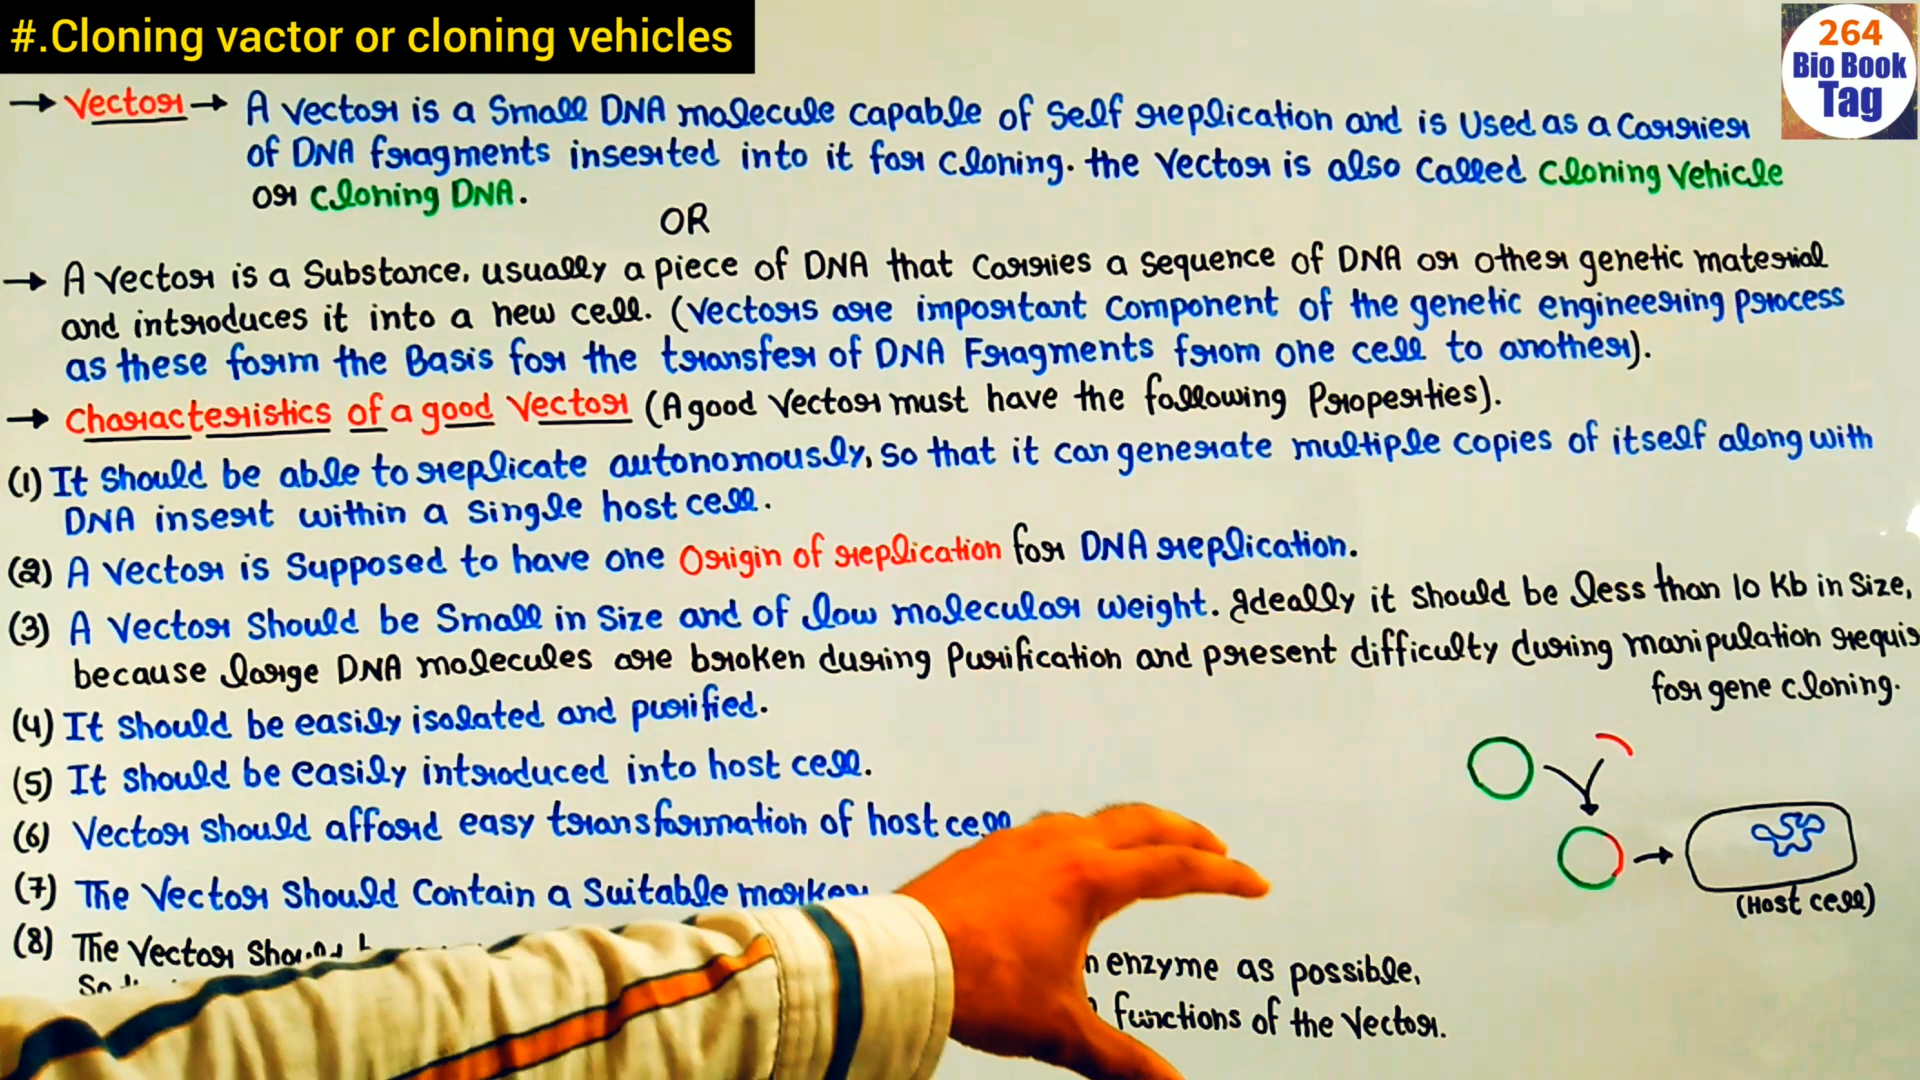 #.Cloning vactor or cloning vehicles
264
Bio Book
Tag
→ Vector → A vector is a Small DNA molecule capable of Self replication and is Used as a Carrier
of DNA fragments inserted into it for cloning. the Vector is also Called Cloning Vehicle
or Cloning DNA.
OR
→ A vector is a Substance, usually a piece of DNA that Carries a Sequence of DNA or other genetic material
and introduces it into a new cell. (Vectors are important Component of the genetic engineering process
as these form the Basis for the transfer of DNA Fragments from one cell to another).
→ Characteristics of a good Vector (A good Vector must have the following Properties).
(1) It Should be able to replicate autonomously, so that it can generate multiple copies of itself along with
DNA insert within a Single host cell.
(2) A Vector is Supposed to have one Origin of replication for DNA replication.
(3) A Vector Should be Small in Size and of low molecular weight. Ideally it Should be less than 10 Kb in Size,
because large DNA molecules are broken during Purification and present difficulty during manipulation
for gene cloning.
(4) It Should be easily isolated and purified.
(5) It Should be easily introduced into host cell.
(6) Vector Should afford easy transformation of host cell
(7) The Vector Should Contain a Suitable marker
(8) The Vector Should
enzyme as possible,
functions of the Vector.
(Host cell)